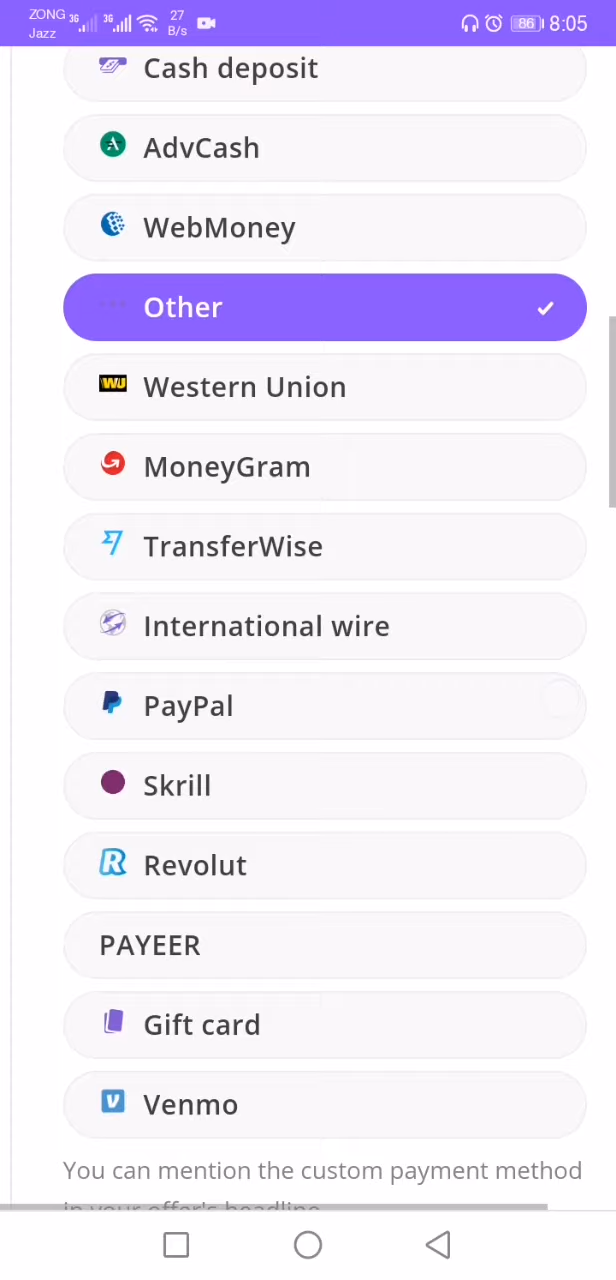 ZONG 3G 3G 27 86 8:05
Jazz B/s
Cash deposit
AdvCash
WebMoney
Other
WU Western Union
MoneyGram
TransferWise
International wire
PayPal
Skrill
Revolut
PAYEER
Gift card
Venmo
You can mention the custom payment method
in your offer's headline